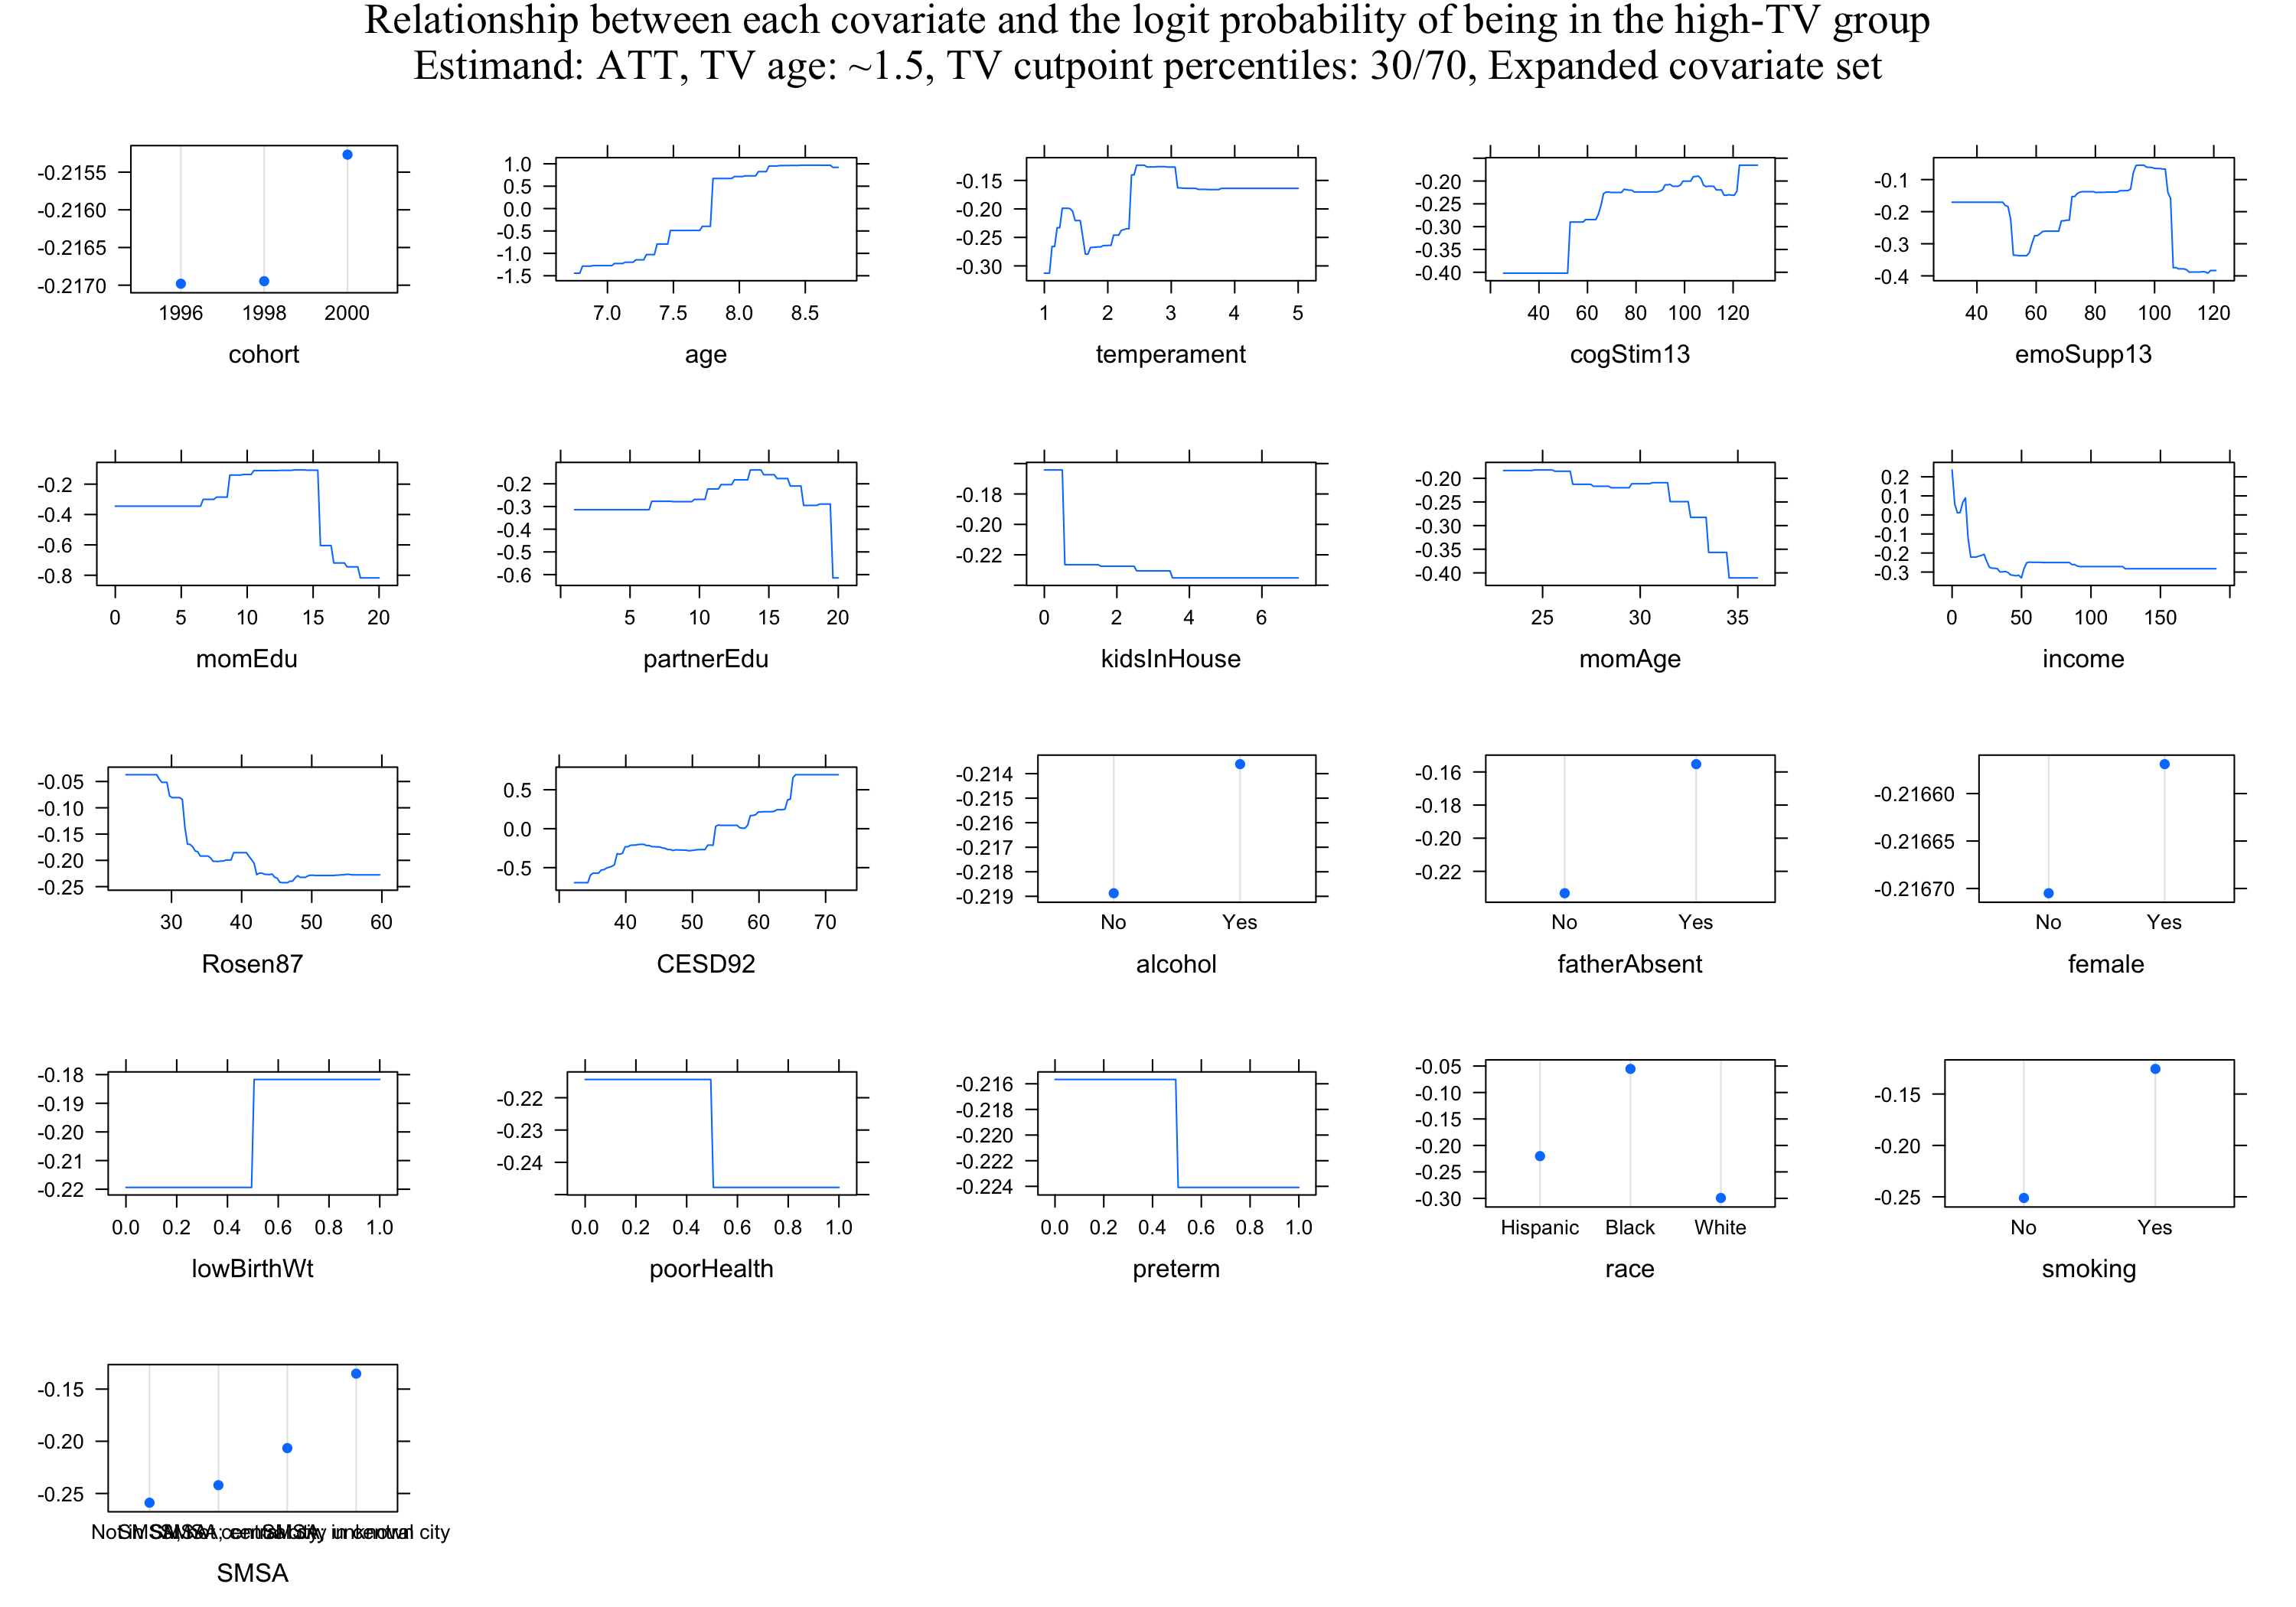 Relationship between each covariate and the logit probability of being in the high-TV group
Estimand: ATT, TV age: ~1.5, TV cutpoint percentiles: 30/70, Expanded covariate set
-0.2155
-0.2160
-0.2165
-0.2170
1996 1998 2000
cohort
1.0
0.5
0.0
-0.5
-1.0
-1.5
7.0 7.5 8.0 8.5
age
-0.15
-0.20
-0.25
-0.30
1 2 3 4 5
temperament
-0.20
-0.25
-0.30
-0.35
-0.40
40 60 80 100 120
cogStim13
-0.1
-0.2
-0.3
-0.4
40 60 80 100 120
emoSupp13
-0.2
-0.4
-0.6
-0.8
0 5 10 15 20
momEdu
-0.2
-0.3
-0.4
-0.5
-0.6
5 10 15 20
partnerEdu
-0.18
-0.20
-0.22
0 2 4 6
kidsInHouse
-0.20
-0.25
-0.30
-0.35
-0.40
25 30 35
momAge
0.2
0.1
0.0
-0.1
-0.2
-0.3
0 50 100 150
income
-0.05
-0.10
-0.15
-0.20
-0.25
30 40 50 60
Rosen87
0.5
0.0
-0.5
40 50 60 70
CESD92
-0.214
-0.215
-0.216
-0.217
-0.218
-0.219
No Yes
alcohol
-0.16
-0.18
-0.20
-0.22
No Yes
fatherAbsent
-0.21660
-0.21665
-0.21670
No Yes
female
-0.18
-0.19
-0.20
-0.21
-0.22
0.0 0.2 0.4 0.6 0.8 1.0
lowBirthWt
-0.22
-0.23
-0.24
0.0 0.2 0.4 0.6 0.8 1.0
poorHealth
-0.216
-0.218
-0.220
-0.222
-0.224
0.0 0.2 0.4 0.6 0.8 1.0
preterm
-0.05
-0.10
-0.15
-0.20
-0.25
-0.30
Hispanic Black White
race
-0.15
-0.20
-0.25
No Yes
smoking
-0.15
-0.20
-0.25
SMSA